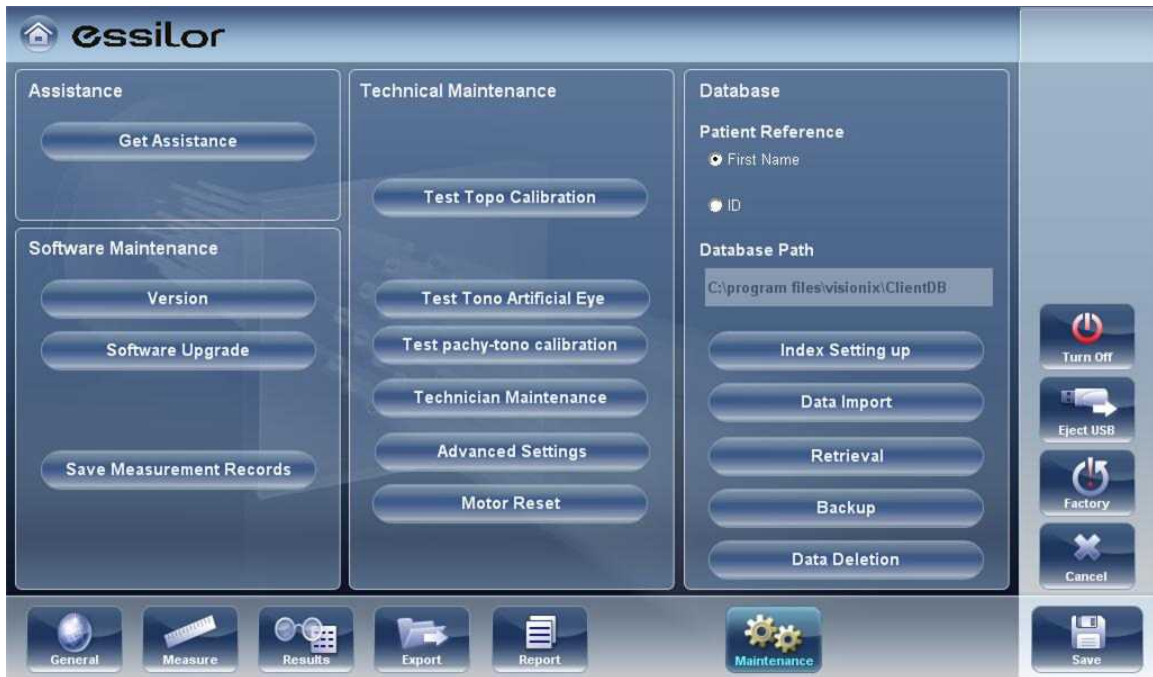 essilor
Assistance
Get Assistance
Software Maintenance
Version
Software Upgrade
Save Measurement Records
Technical Maintenance
Test Topo Calibration
Test Tono Artificial Eye
Test pachy-tono calibration
Technician Maintenance
Advanced Settings
Motor Reset
Database
Patient Reference
First Name
ID
Database Path
C:\program files\visionix\ClientDB
Index Setting up
Data Import
Retrieval
Backup
Data Deletion
Turn Off
Eject USB
Factory
Cancel
General
Measure
Results
Export
Report
Maintenance
Save